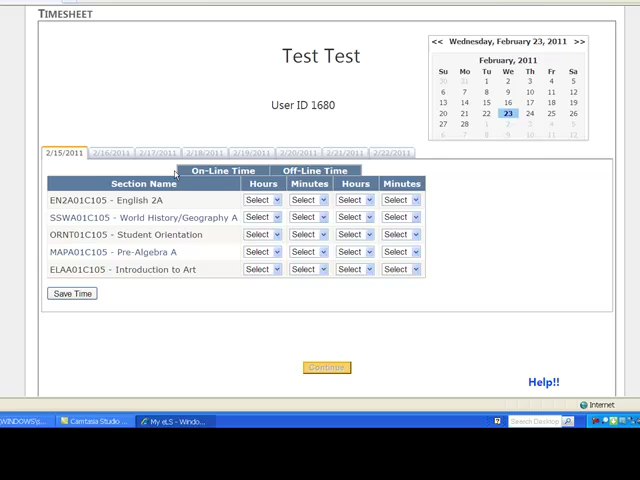 TIMESHEET
Test Test
User ID 1680
<< Wednesday, February 23, 2011 >>
February, 2011
Su Mo Tu We Th Fr Sa
30 31 1 2 3 4 5
6 7 8 9 10 11 12
13 14 15 16 17 18 19
20 21 22 23 24 25 26
27 28 1 2 3 4 5
6 7 8 9 10 11 12
2/15/2011 2/16/2011 2/17/2011 2/18/2011 2/19/2011 2/20/2011 2/21/2011 2/22/2011
On-Line Time Off-Line Time
Section Name Hours Minutes Hours Minutes
EN2A01C105 - English 2A Select Select Select Select
SSWA01C105 - World History/Geography A Select Select Select Select
ORNT01C105 - Student Orientation Select Select Select Select
MAPA01C105 - Pre-Algebra A Select Select Select Select
ELAA01C105 - Introduction to Art Select Select Select Select
Save Time
Continue
Help!!
Internet
\WINDOWS\s... Camtasia Studio ... My eLS - Windo... Search Desktop